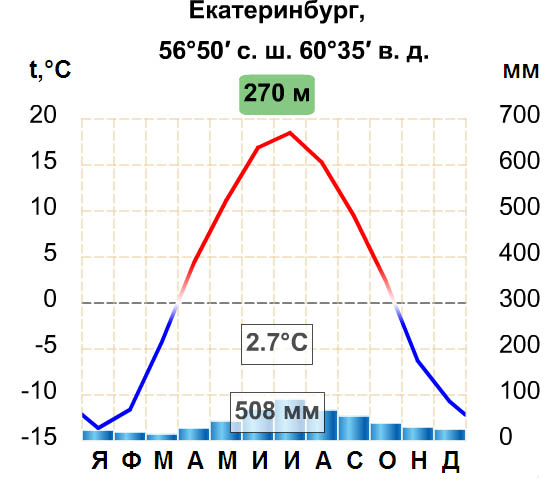 Екатеринбург,
56°50′ с. ш. 60°35′ в. д.
t,°C
270 м
мм
20
700
15
600
10
500
5
400
0
300
-5
200
2.7°C
-10
100
508 мм
-15
0
Я Ф М А М И И А С О Н Д